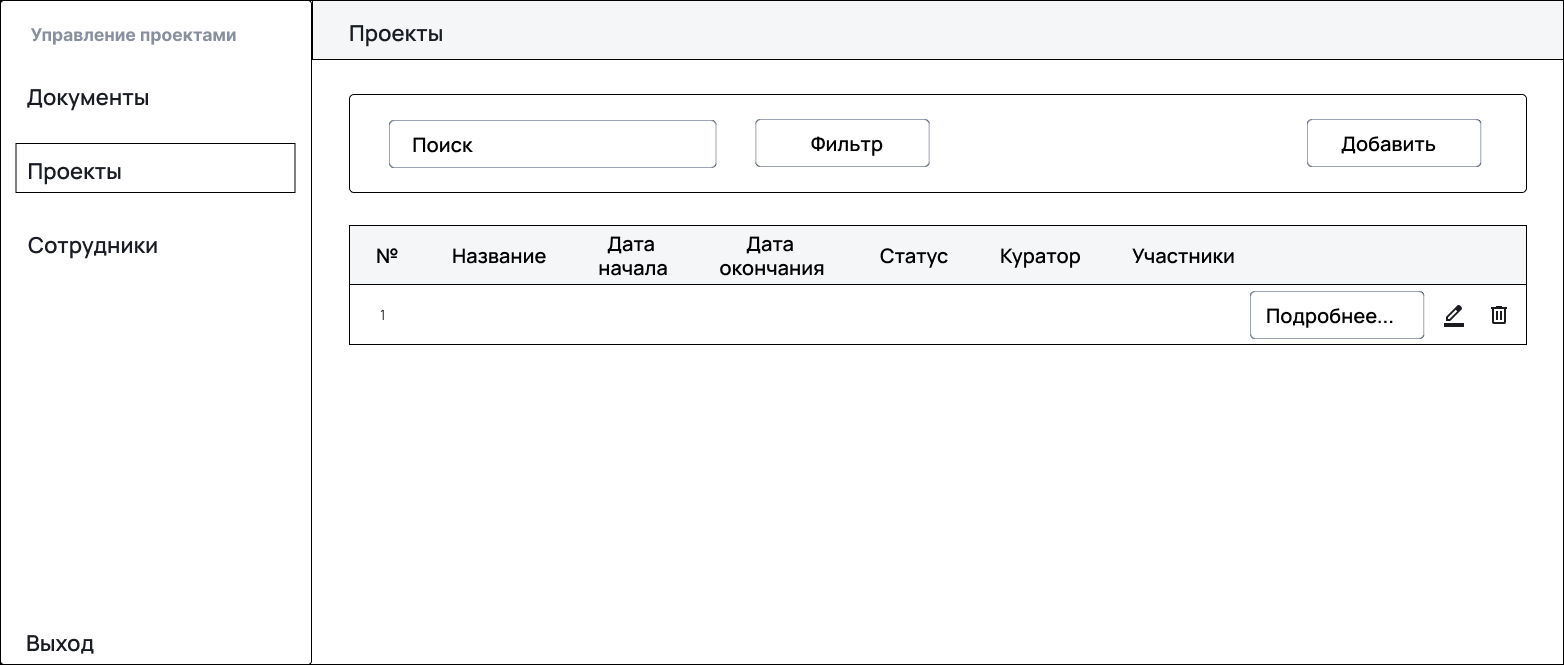 Управление проектами
Документы
Проекты
Сотрудники
Выход
Проекты
Поиск
Фильтр
Добавить
№
Название
Дата
начала
Дата
окончания
Статус
Куратор
Участники
1
Подробнее...